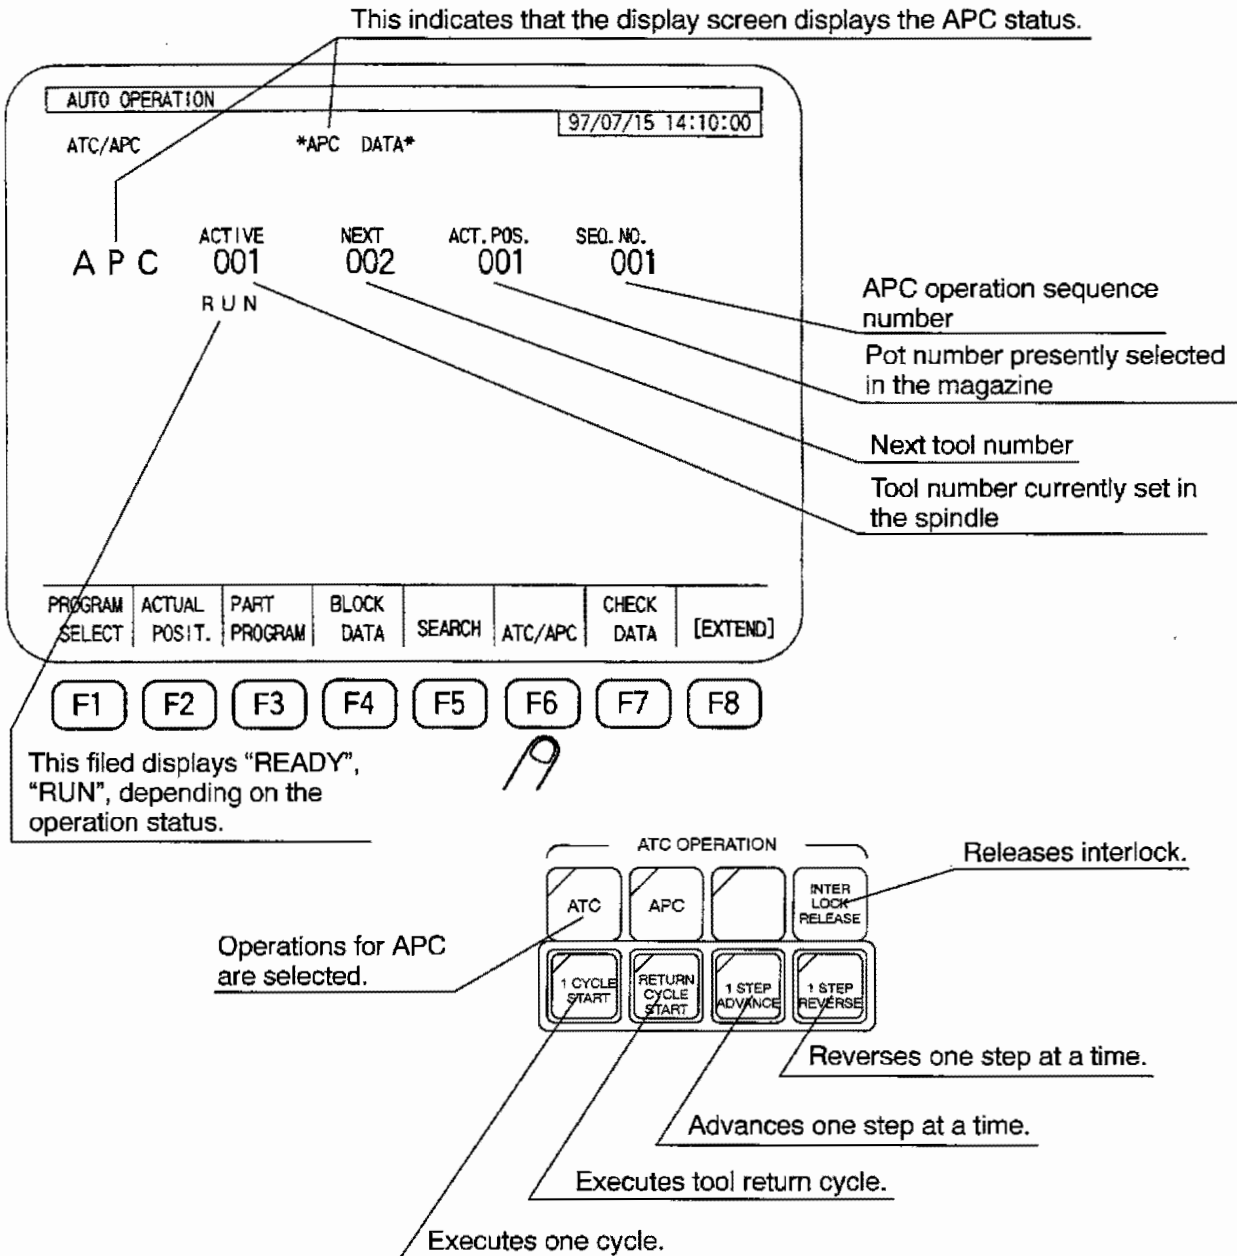 This indicates that the display screen displays the APC status.
AUTO OPERATION
97/07/15 14:10:00
ATC/APC
*APC DATA*
ACTIVE NEXT ACT.POS. SEQ. NO.
APC 001 002 001 001
RUN
APC operation sequence
number
Pot number presently selected
in the magazine
Next tool number
Tool number currently set in
the spindle
PROGRAM SELECT
ACTUAL POSIT.
PART PROGRAM
BLOCK DATA
SEARCH
ATC/APC
CHECK DATA
[EXTEND]
F1 F2 F3 F4 F5 F6 F7 F8
This filed displays “READY”,
“RUN”, depending on the
operation status.
ATC OPERATION
Releases interlock.
ATC
APC
INTER
LOCK
RELEASE
Operations for APC
are selected.
1 CYCLE
START
RETURN
CYCLE
START
1 STEP
ADVANCE
1 STEP
REVERSE
Reverses one step at a time.
Advances one step at a time.
Executes tool return cycle.
Executes one cycle.